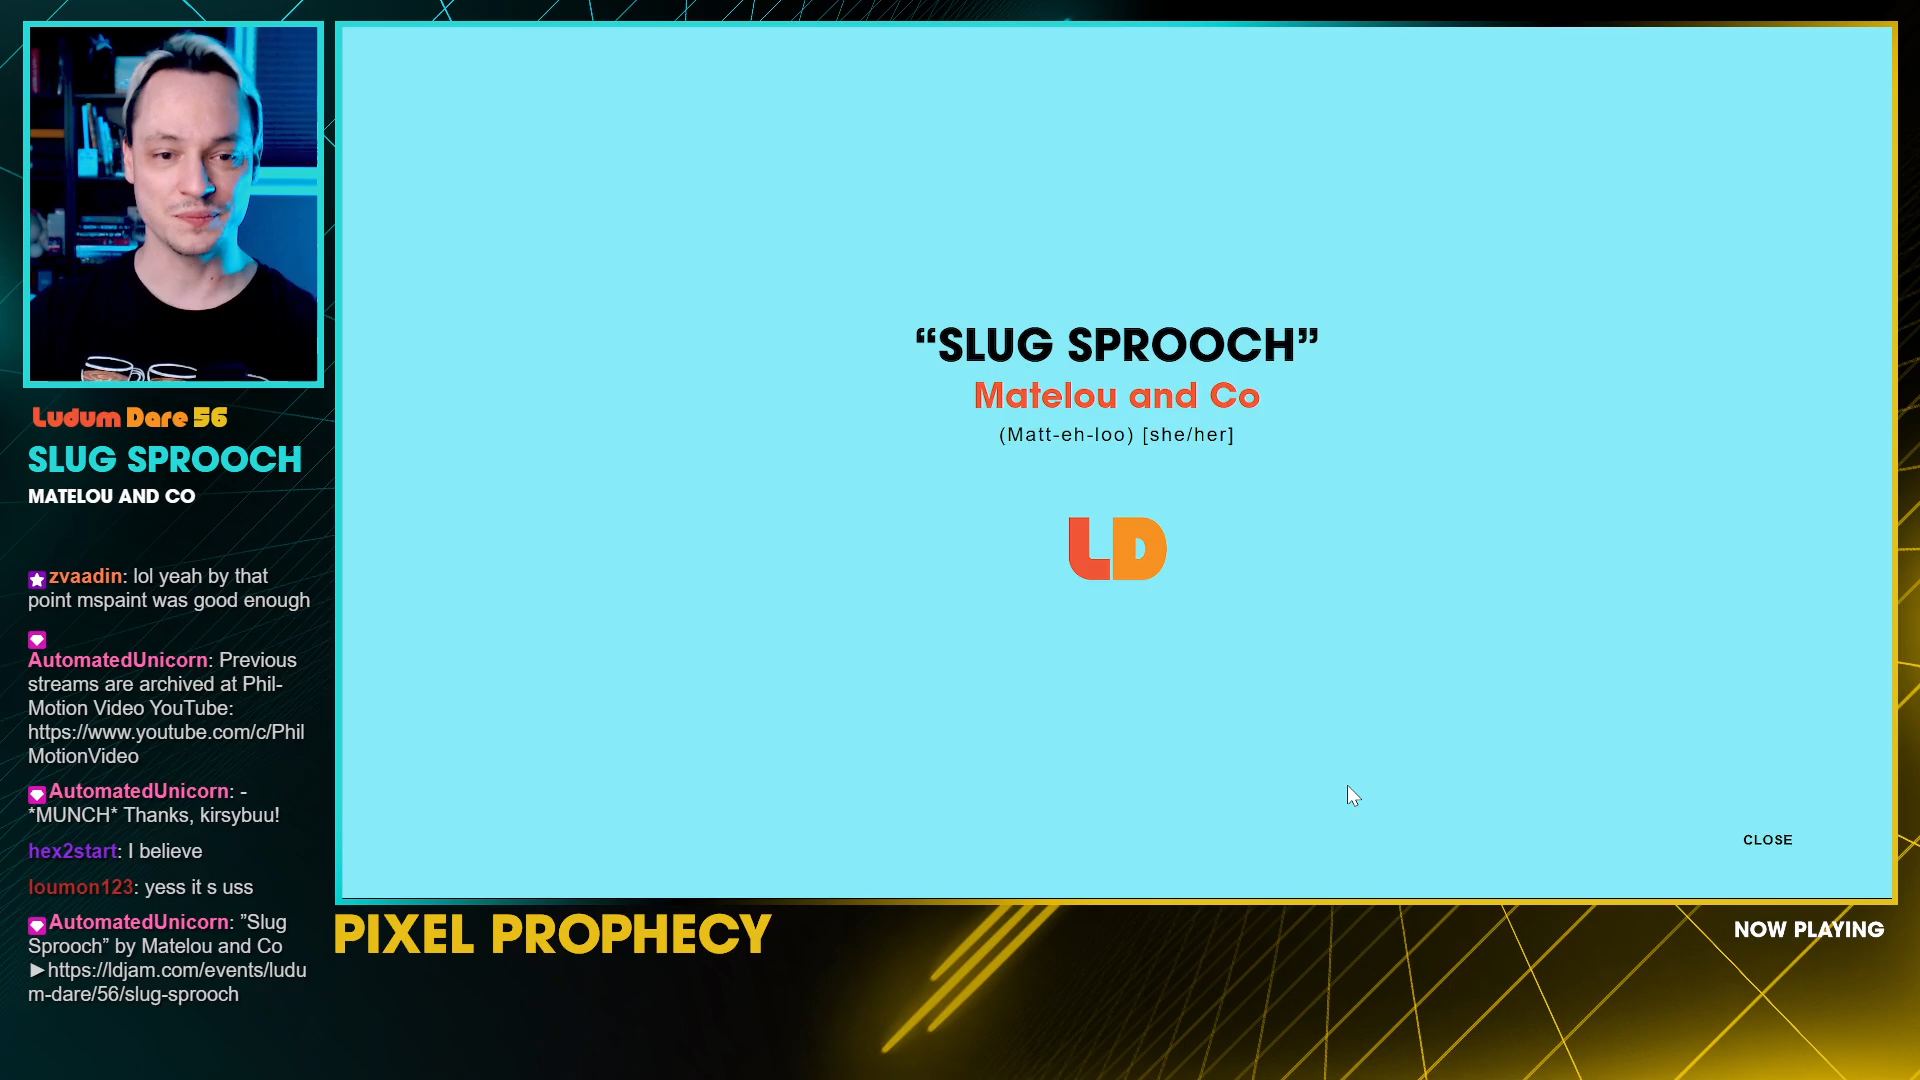 Ludum Dare 56
SLUG SPROOCH
MATELOU AND CO
zvaadin: lol yeah by that
point mspaint was good enough
AutomatedUnicorn: Previous
streams are archived at Phil-
Motion Video YouTube:
https://www.youtube.com/c/Phil
MotionVideo
AutomatedUnicorn: -
*MUNCH* Thanks, kirsybuu!
hex2start: I believe
loumon123: yess it s uss
AutomatedUnicorn: ”Slug
Sprooch” by Matelou and Co
►https://ldjam.com/events/ludu
m-dare/56/slug-sprooch
“SLUG SPROOCH”
Matelou and Co
(Matt-eh-loo) [she/her]
LD
CLOSE
PIXEL PROPHECY
NOW PLAYING